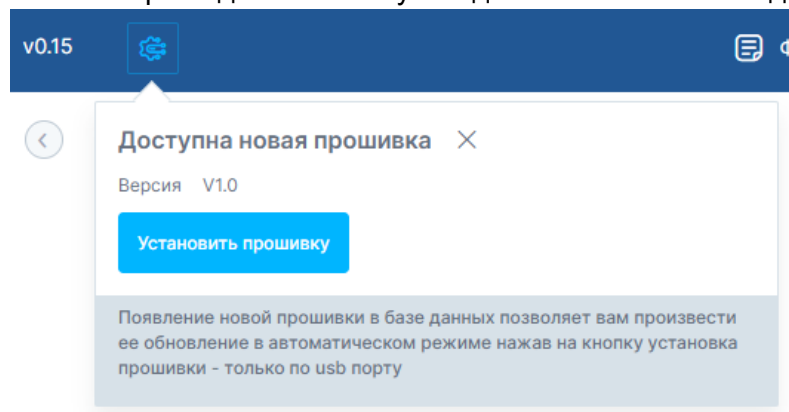 v0.15
Доступна новая прошивка
Версия V1.0
Установить прошивку
Появление новой прошивки в базе данных позволяет вам произвести
ее обновление в автоматическом режиме нажав на кнопку установка
прошивки - только по usb порту